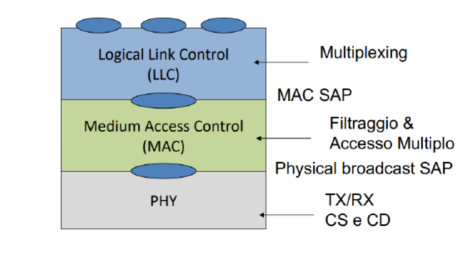 Logical Link Control
(LLC)
Multiplexing
MAC SAP
Medium Access Control
(MAC)
Filtraggio &
Accesso Multiplo
Physical broadcast SAP
PHY
TX/RX
CS e CD